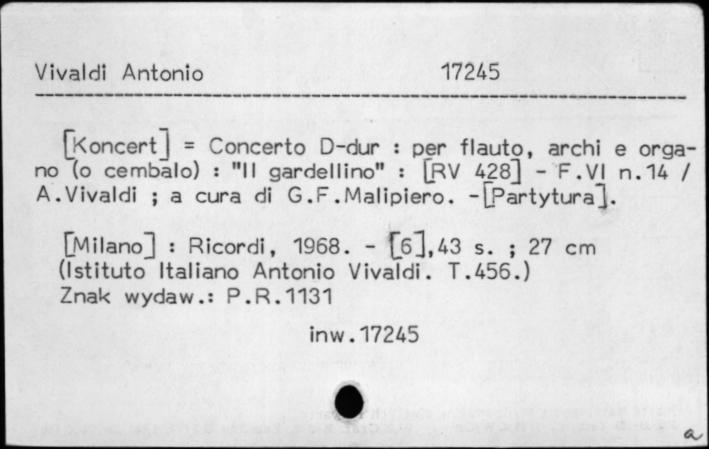 Vivaldi Antonio 17245
[Koncert] = Concerto D-dur : per flauto, archi e orga-
no (o cembalo) : "Il gardellino" : [RV 428] - F.VI n.14 /
A.Vivaldi ; a cura di G.F.Malipiero. -[Partytura].
[Milano] : Ricordi, 1968. - [6],43 s. ; 27 cm
(Istituto Italiano Antonio Vivaldi. T.456.)
Znak wydaw.: P.R.1131
inw.17245
a